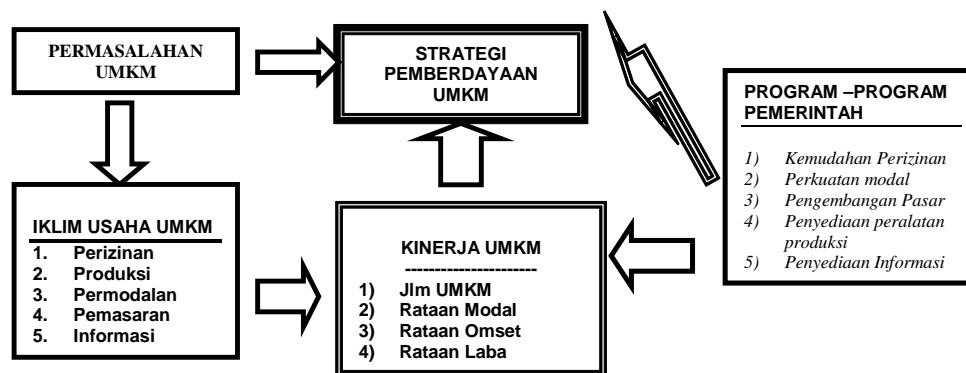 PERMASALAHAN
UMKM
STRATEGI
PEMBERDAYAAN
UMKM
PROGRAM –PROGRAM
PEMERINTAH
1) Kemudahan Perizinan
2) Perkuatan modal
3) Pengembangan Pasar
4) Penyediaan peralatan
produksi
5) Penyediaan Informasi
IKLIM USAHA UMKM
1. Perizinan
2. Produksi
3. Permodalan
4. Pemasaran
5. Informasi
KINERJA UMKM
------------------------
1) Jlm UMKM
2) Rataan Modal
3) Rataan Omset
4) Rataan Laba